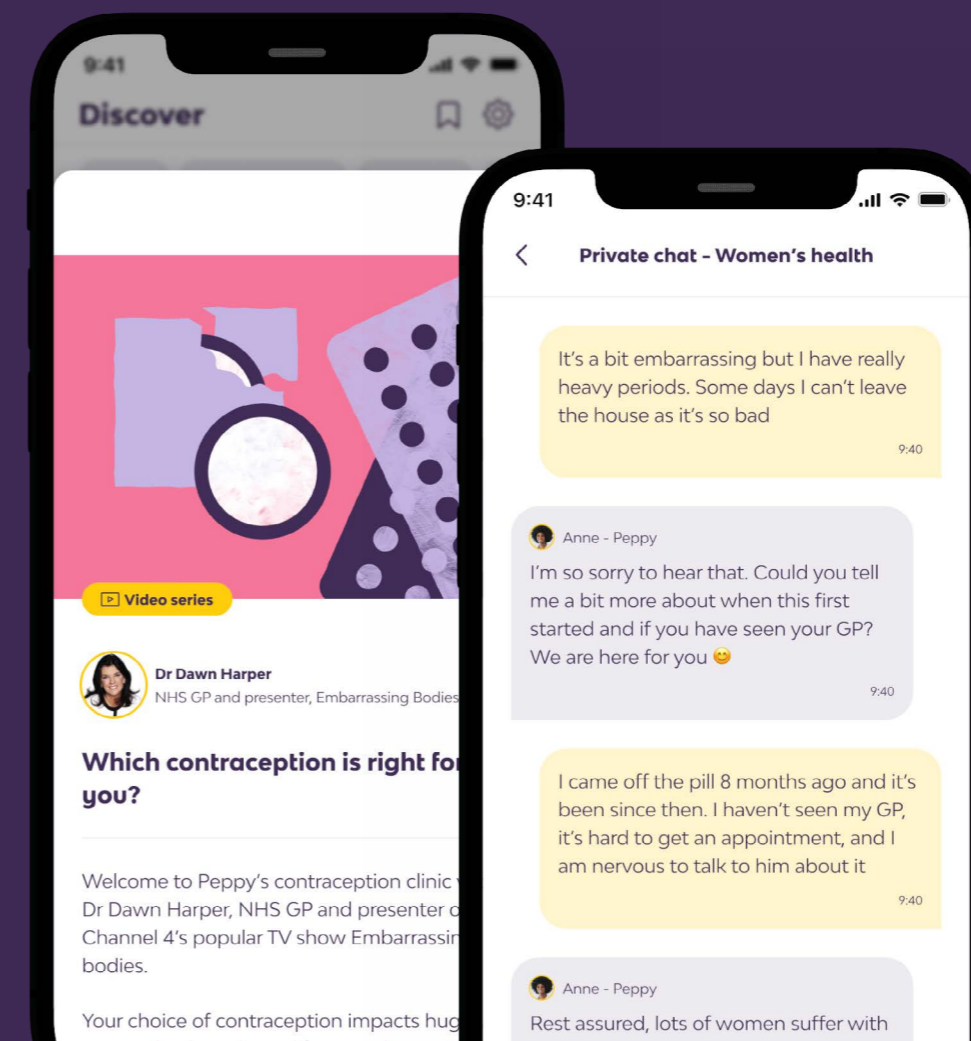 9:41
Discover
Video series
Dr Dawn Harper
NHS GP and presenter, Embarrassing Bodies
Which contraception is right for
you?
Welcome to Peppy's contraception clinic
Dr Dawn Harper, NHS GP and presenter
Channel 4's popular TV show
bodies.
Your choice of contraception impacts
9:41
Private chat - Women's health
It's a bit embarrassing but I have really
heavy periods. Some days I can't leave
the house as it's so bad
9:40
Anne - Peppy
I'm so sorry to hear that. Could you tell
me a bit more about when this first
started and if you have seen your GP?
We are here for you 😊
9:40
I came off the pill 8 months ago and it's
been since then. I haven't seen my GP,
it's hard to get an appointment, and I
am nervous to talk to him about it
9:40
Anne - Peppy
Rest assured, lots of women suffer with